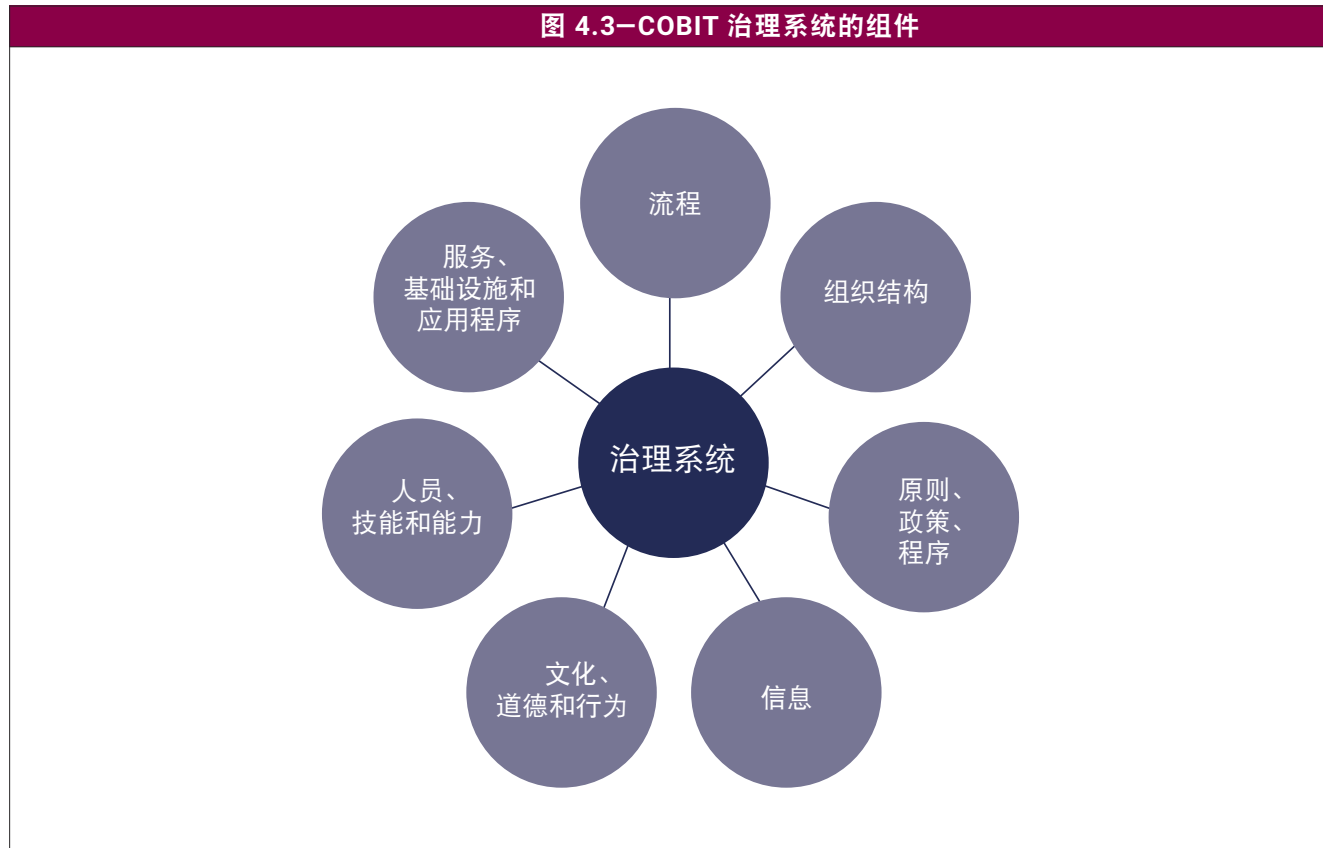 图 4.3—COBIT 治理系统的组件
流程
组织结构
原则、
政策、
程序
信息
文化、
道德和行为
人员、
技能和能力
服务、
基础设施和
应用程序
治理系统